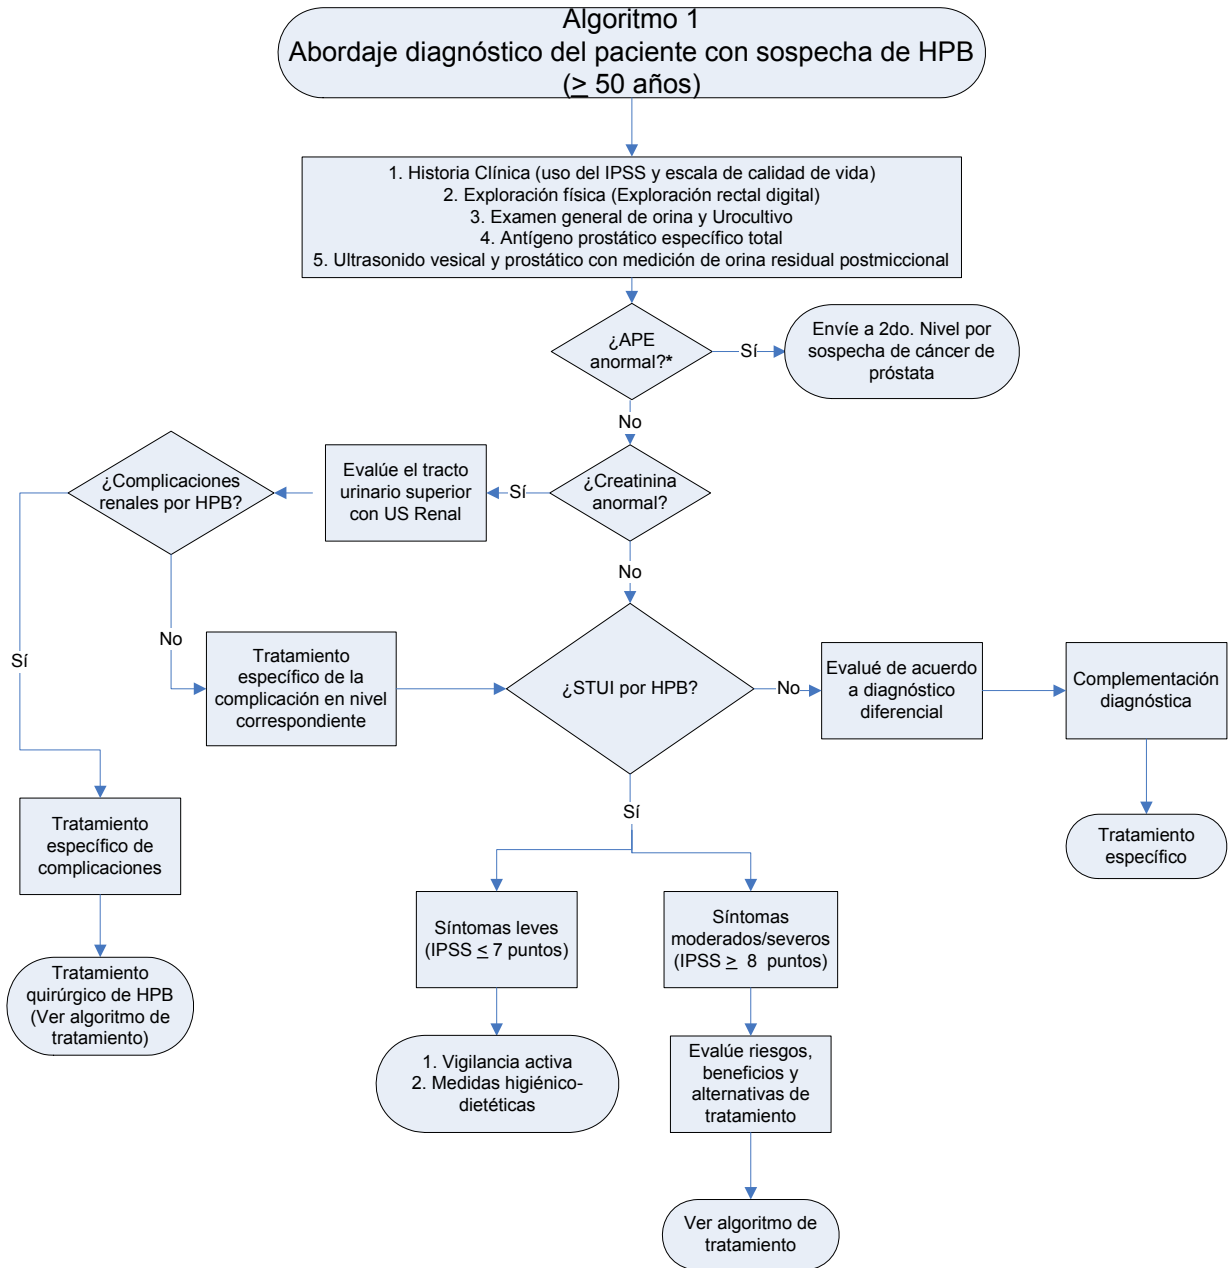 Algoritmo 1
Abordaje diagnóstico del paciente con sospecha de HPB
(≥ 50 años)
1. Historia Clínica (uso del IPSS y escala de calidad de vida)
2. Exploración física (Exploración rectal digital)
3. Examen general de orina y Urocultivo
4. Antígeno prostático específico total
5. Ultrasonido vesical y prostático con medición de orina residual postmiccional
¿APE
anormal?*
Sí
Envíe a 2do. Nivel por
sospecha de cáncer de
próstata
No
¿Creatinina
anormal?
Sí
Evalúe el tracto
urinario superior
con US Renal
¿Complicaciones
renales por HPB?
No
No
Sí
Tratamiento
específico de la
complicación en nivel
correspondiente
¿STUI por HPB?
No
Evalué de acuerdo
a diagnóstico
diferencial
Complementación
diagnóstica
Tratamiento
específico
Sí
Tratamiento
específico de
complicaciones
Tratamiento
quirúrgico de HPB
(Ver algoritmo de
tratamiento)
Síntomas leves
(IPSS ≤ 7 puntos)
Síntomas
moderados/severos
(IPSS ≥ 8 puntos)
1. Vigilancia activa
2. Medidas higiénico-
dietéticas
Evalúe riesgos,
beneficios y
alternativas de
tratamiento
Ver algoritmo de
tratamiento